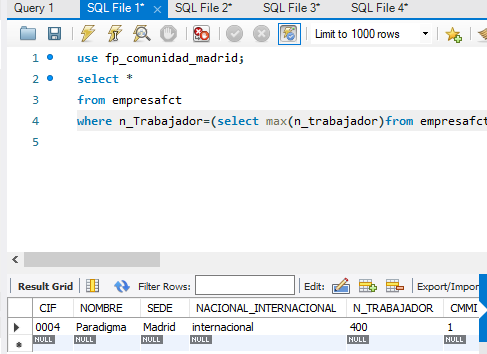 Query 1 SQL File 1* SQL File 2* SQL File 3* SQL File 4*
Limit to 1000 rows
1 use fp_comunidad_madrid;
2 select *
3 from empresafct
4 where n_Trabajador=(select max(n_trabajador)from empresafct
5
Result Grid Filter Rows: Edit: Export/Impor
CIF NOMBRE SEDE NACIONAL_INTERNACIONAL N_TRABAJADOR CMMI
0004 Paradigma Madrid internacional 400 1
NULL NULL NULL NULL NULL NULL